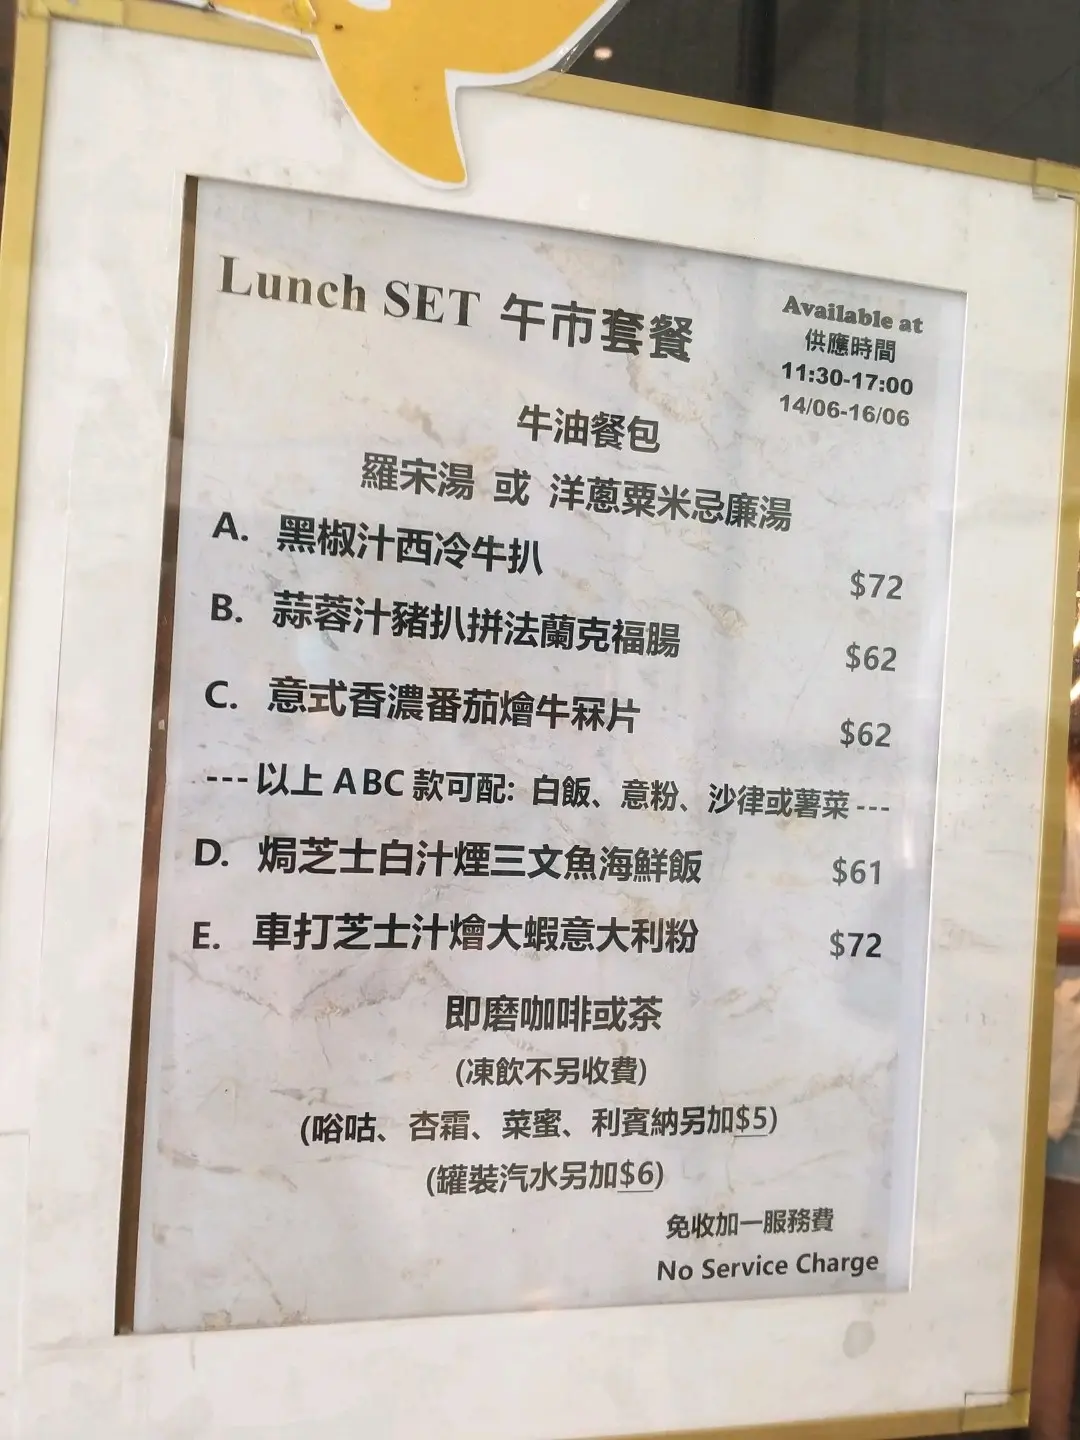 Lunch SET 午市套餐
Available at
供應時間
11:30-17:00
14/06-16/06
牛油餐包
羅宋湯 或 洋蔥粟米忌廉湯
A. 黑椒汁西冷牛扒 $72
B. 蒜蓉汁豬扒拼法蘭克福腸 $62
C. 意式香濃番茄燴牛冧片 $62
---以上 ABC 款可配: 白飯、意粉、沙律或薯菜---
D. 焗芝士白汁煙三文魚海鮮飯 $61
E. 車打芝士汁燴大蝦意大利粉 $72
即磨咖啡或茶
(凍飲不另收費)
(唂咕、杏霜、菜蜜、利賓納另加$5)
(罐裝汽水另加$6)
免收加一服務費
No Service Charge